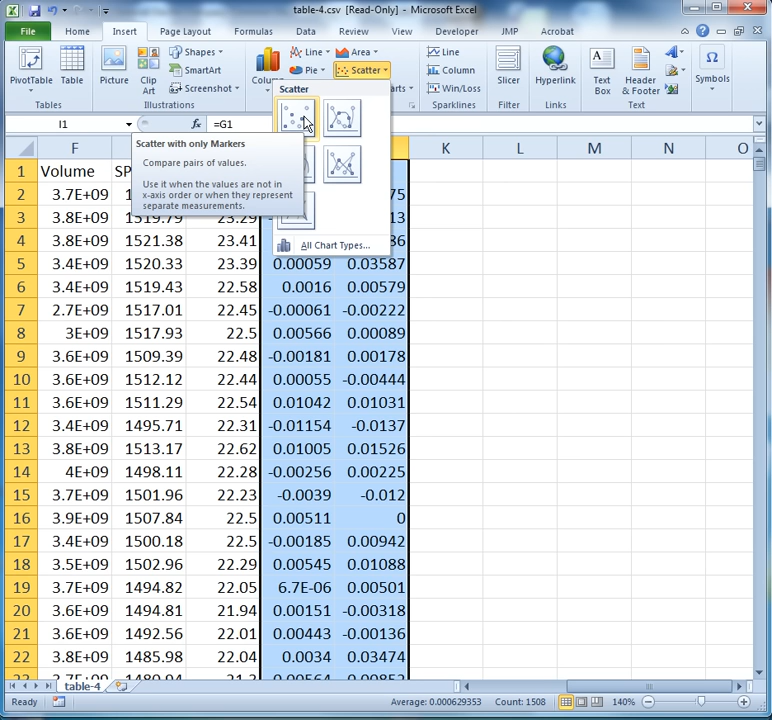 table-4.csv [Read-Only] - Microsoft Excel
File Home Insert Page Layout Formulas Data Review View Developer JMP Acrobat
PivotTable Table Picture Clip Art Shapes SmartArt Screenshot Line Pie Area Scatter Line Column Win/Loss Slicer Hyperlink Text Box Header & Footer Symbols
Tables Illustrations Sparklines Filter Links Text
Scatter
I1 fx =G1
Scatter with only Markers
Compare pairs of values.
Use it when the values are not in
x-axis order or when they represent
separate measurements.
All Chart Types...
F K L M N O
1 Volume
2 3.7E+09
3 3.8E+09 1519.79 23.29
4 3.8E+09 1521.38 23.41
5 3.4E+09 1520.33 23.39 0.00059 0.03587
6 3.4E+09 1519.43 22.58 0.0016 0.00579
7 2.7E+09 1517.01 22.45 -0.00061 -0.00222
8 3E+09 1517.93 22.5 0.00566 0.00089
9 3.6E+09 1509.39 22.48 -0.00181 0.00178
10 3.6E+09 1512.12 22.44 0.00055 -0.00444
11 3.6E+09 1511.29 22.54 0.01042 0.01031
12 3.4E+09 1495.71 22.31 -0.01154 -0.0137
13 3.8E+09 1513.17 22.62 0.01005 0.01526
14 4E+09 1498.11 22.28 -0.00256 0.00225
15 3.7E+09 1501.96 22.23 -0.0039 -0.012
16 3.9E+09 1507.84 22.5 0.00511 0
17 3.4E+09 1500.18 22.5 -0.00185 0.00942
18 3.5E+09 1502.96 22.29 0.00545 0.01088
19 3.7E+09 1494.82 22.05 6.7E-06 0.00501
20 3.6E+09 1494.81 21.94 0.00151 -0.00318
21 3.6E+09 1492.56 22.01 0.00443 -0.00136
22 3.8E+09 1485.98 22.04 0.0034 0.03474
table-4
Ready Average: 0.000629353 Count: 1508 140%